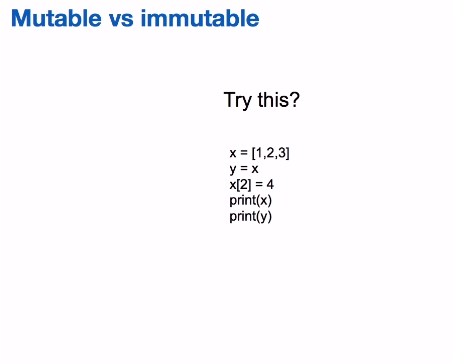 Mutable vs immutable
Try this?
x = [1,2,3]
y = x
x[2] = 4
print(x)
print(y)